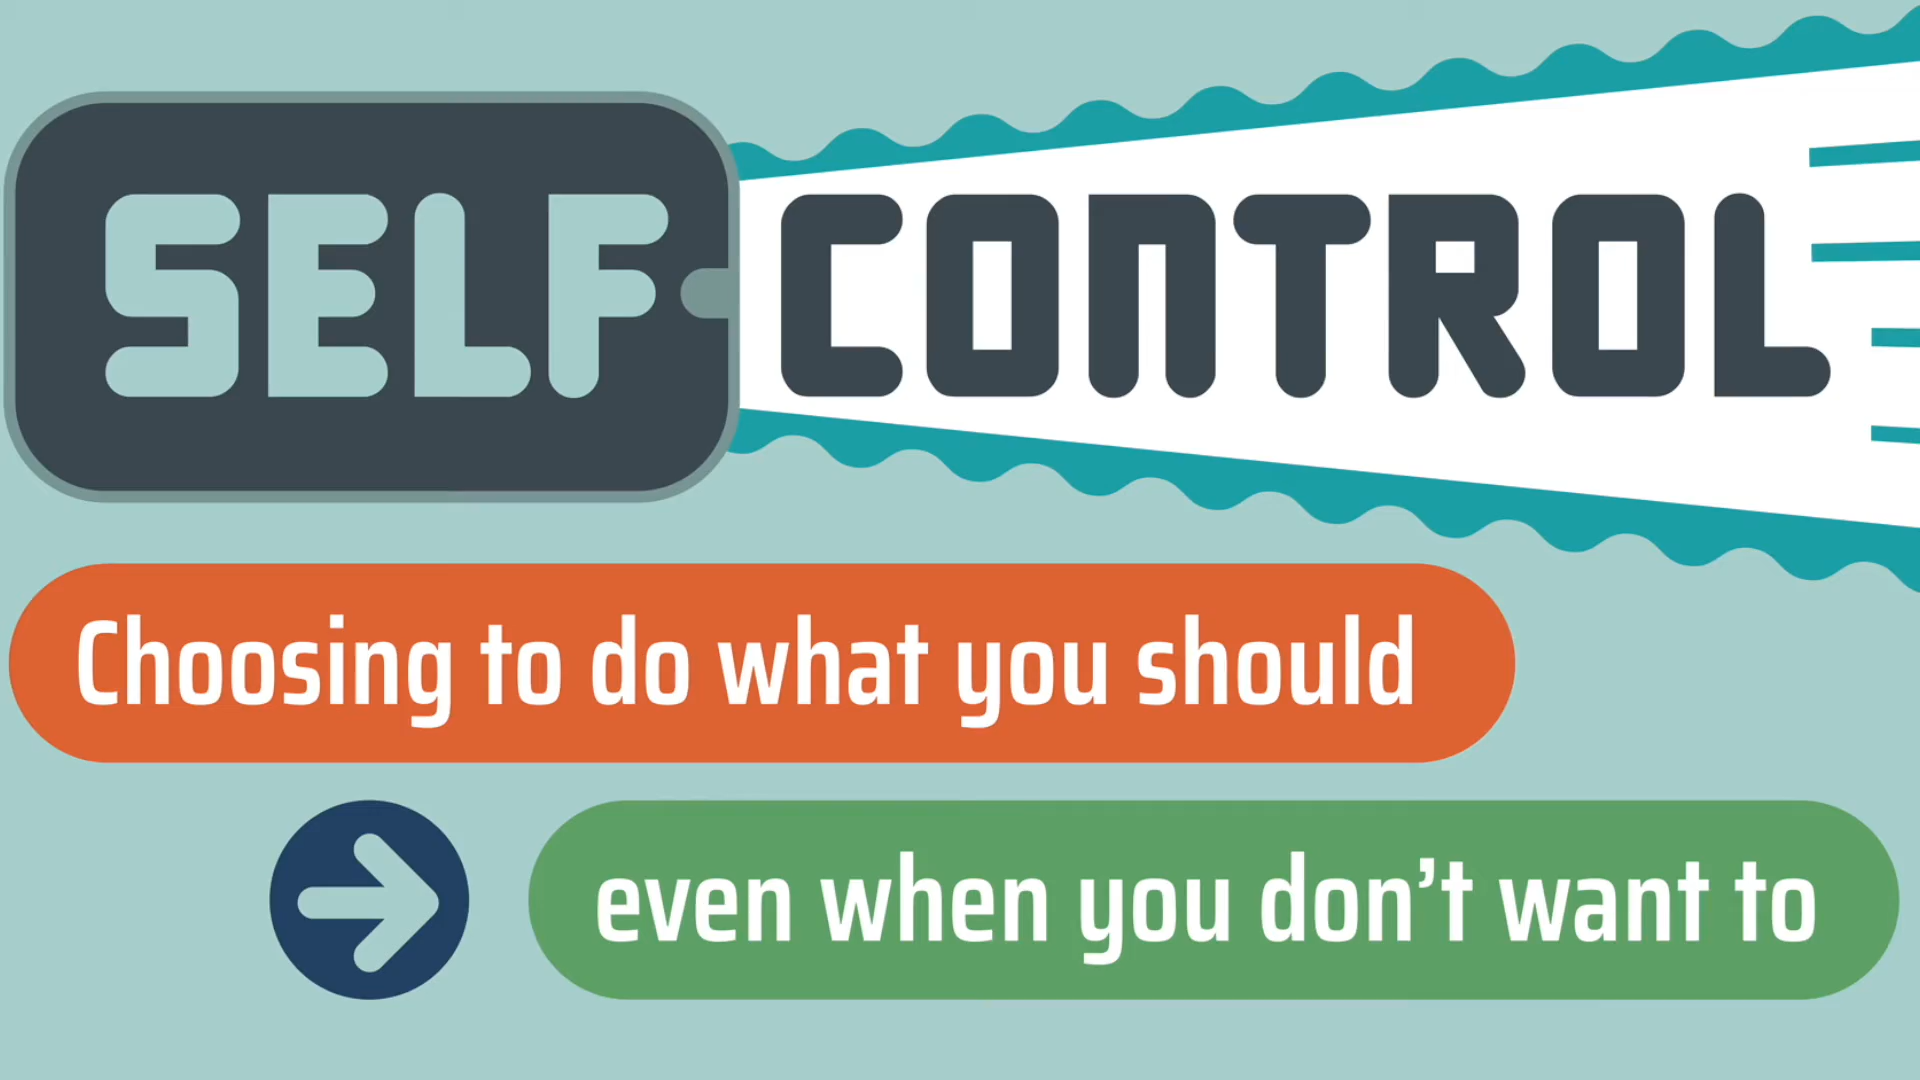 SELF CONTROL
Choosing to do what you should
even when you don’t want to